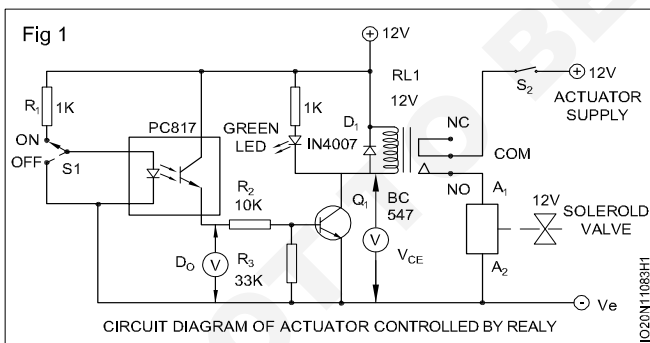 Fig 1
12V
RL1
12V
R1
1K
1K
D1
S2
12V
ACTUATOR
SUPPLY
ON
OFF
S1
PC817
GREEN
LED
IN4007
NC
COM
NO
R2
10K
Q1
BC
547
V
VCE
A1
12V
SOLEROLD
VALVE
A2
DO
V
R3
33K
Ve
CIRCUIT DIAGRAM OF ACTUATOR CONTROLLED BY REALY
IO20N11083H1